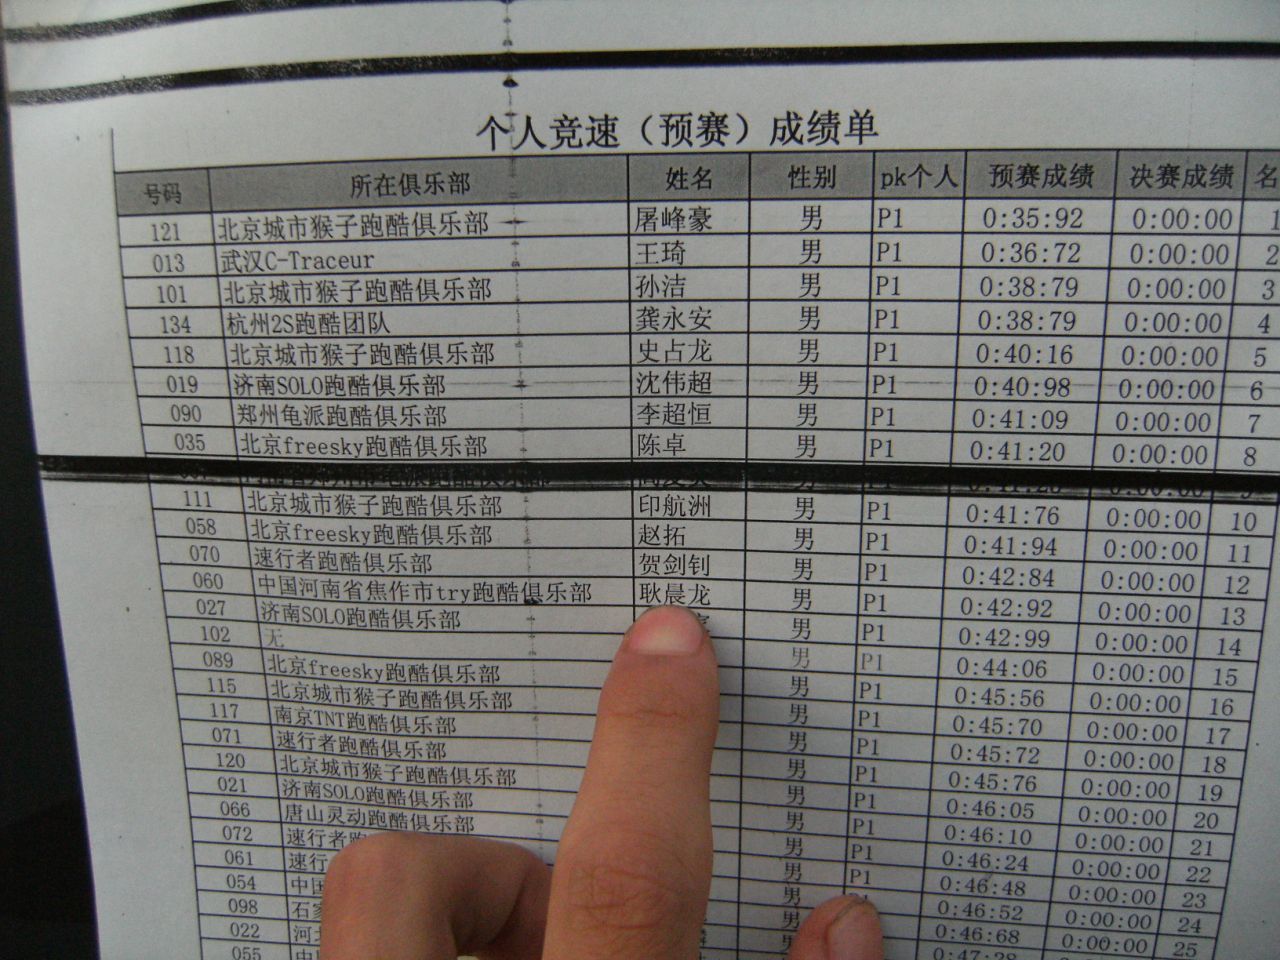 个人竞速（预赛）成绩单
号码 所在俱乐部 姓名 性别 pk个人 预赛成绩 决赛成绩 名
121 北京城市猴子跑酷俱乐部 屠峰豪 男 P1 0:35:92 0:00:00 1
013 武汉C-Traceur 王琦 男 P1 0:36:72 0:00:00 2
101 北京城市猴子跑酷俱乐部 孙洁 男 P1 0:38:79 0:00:00 3
134 杭州2S跑酷团队 龚永安 男 P1 0:38:79 0:00:00 4
118 北京城市猴子跑酷俱乐部 史占龙 男 P1 0:40:16 0:00:00 5
019 济南SOLO跑酷俱乐部 沈伟超 男 P1 0:40:98 0:00:00 6
090 郑州龟派跑酷俱乐部 李超恒 男 P1 0:41:09 0:00:00 7
035 北京freesky跑酷俱乐部 陈卓 男 P1 0:41:20 0:00:00 8
111 北京城市猴子跑酷俱乐部 印航洲 男 P1 0:41:76 0:00:00 10
058 北京freesky跑酷俱乐部 赵拓 男 P1 0:41:94 0:00:00 11
070 速行者跑酷俱乐部 贺剑钊 男 P1 0:42:84 0:00:00 12
060 中国河南省焦作市try跑酷俱乐部 耿晨龙 男 P1 0:42:92 0:00:00 13
027 济南SOLO跑酷俱乐部 男 P1 0:42:99 0:00:00 14
102 无 男 P1 0:44:06 0:00:00 15
089 北京freesky跑酷俱乐部 男 P1 0:45:56 0:00:00 16
115 北京城市猴子跑酷俱乐部 男 P1 0:45:70 0:00:00 17
117 南京TNT跑酷俱乐部 男 P1 0:45:72 0:00:00 18
071 速行者跑酷俱乐部 男 P1 0:45:76 0:00:00 19
120 北京城市猴子跑酷俱乐部 男 P1 0:46:05 0:00:00 20
021 济南SOLO跑酷俱乐部 男 P1 0:46:10 0:00:00 21
066 唐山灵动跑酷俱乐部 男 P1 0:46:24 0:00:00 22
072 速行者跑 男 P1 0:46:48 0:00:00 23
061 速行 男 0:46:52 0:00:00 24
054 中 男 0:46:68 0:00:00 25
098 石
022 河
055